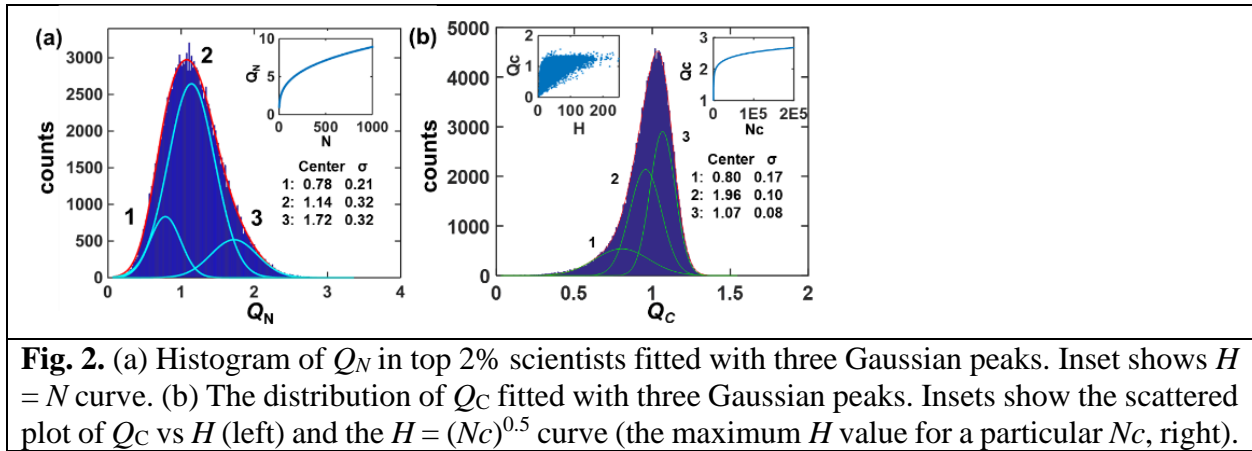 (a)
3000
2500
2000
1500
1000
500
0
counts
0 1 2 3 4
Q_N
1
2
3
10
5
0
Q_N
0 500 1000
N
Center σ
1: 0.78 0.21
2: 1.14 0.32
3: 1.72 0.32
(b)
5000
4000
3000
2000
1000
0
counts
0 0.5 1 1.5 2
Q_C
1
2
3
2
1
0
Qc
0 100 200
H
3
2
1
Qc
0 1E5 2E5
Nc
Center σ
1: 0.80 0.17
2: 1.96 0.10
3: 1.07 0.08
Fig. 2. (a) Histogram of Q_N in top 2% scientists fitted with three Gaussian peaks. Inset shows H
= N curve. (b) The distribution of Q_C fitted with three Gaussian peaks. Insets show the scattered
plot of Q_C vs H (left) and the H = (Nc)^0.5 curve (the maximum H value for a particular Nc, right).